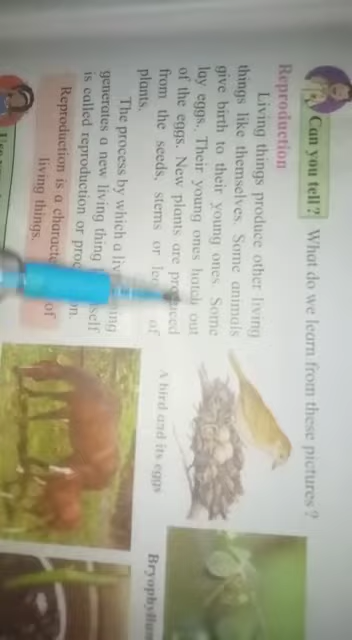 Can you tell? What do we learn from these pictures?
Reproduction
Living things produce other living
things like themselves. Some animals
give birth to their young ones. Some
lay eggs. Their young ones hatch out
of the eggs. New plants are produced
from the seeds, stems or of
plants.
The process by which a
generates a new living thing
is called reproduction or
Reproduction is a of
living things.
A bird and its eggs